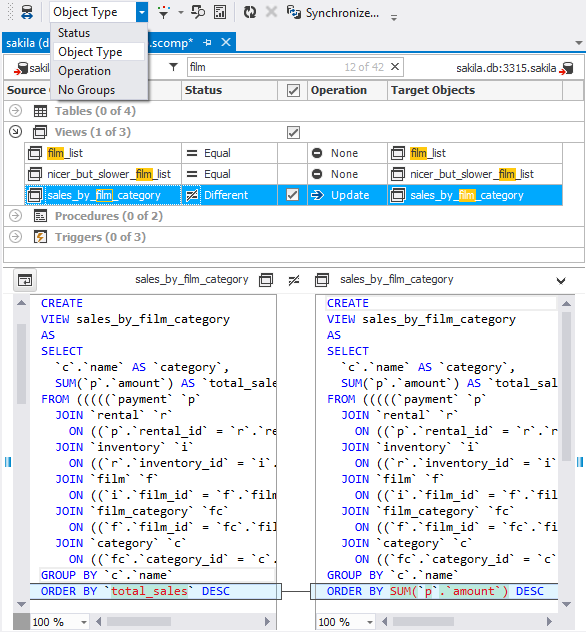 Object Type Synchronize...
Status
Object Type
Operation
No Groups
sakila (d .scomp*
sakil film 12 of 42 sakila.db:3315.sakila
Source O Status Operation Target Objects
Tables (0 of 4)
Views (1 of 3)
film_list Equal None film_list
nicer_but_slower_film_list Equal None nicer_but_slower_film_list
sales_by_film_category Different Update sales_by_film_category
Procedures (0 of 2)
Triggers (0 of 3)
sales_by_film_category sales_by_film_category
CREATE
VIEW sales_by_film_category
AS
SELECT
`c`.`name` AS `category`,
SUM(`p`.`amount`) AS `total_sale
FROM (((((`payment` `p`
JOIN `rental` `r`
ON ((`p`.`rental_id` = `r`.`re
JOIN `inventory` `i`
ON ((`r`.`inventory_id` = `i`.
JOIN `film` `f`
ON ((`i`.`film_id` = `f`.`film
JOIN `film_category` `fc`
ON ((`f`.`film_id` = `fc`.`fil
JOIN `category` `c`
ON ((`fc`.`category_id` = `c`.
GROUP BY `c`.`name`
ORDER BY `total_sales` DESC
100 %
CREATE
VIEW sales_by_film_category
AS
SELECT
`c`.`name` AS `category`,
SUM(`p`.`amount`) AS `total_sale
FROM (((((`payment` `p`
JOIN `rental` `r`
ON ((`p`.`rental_id` = `r`.`re
JOIN `inventory` `i`
ON ((`r`.`inventory_id` = `i`
JOIN `film` `f`
ON ((`i`.`film_id` = `f`.`film
JOIN `film_category` `fc`
ON ((`f`.`film_id` = `fc`.`fil
JOIN `category` `c`
ON ((`fc`.`category_id` = `c`.
GROUP BY `c`.`name`
ORDER BY SUM(`p`.`amount`) DESC
100 %